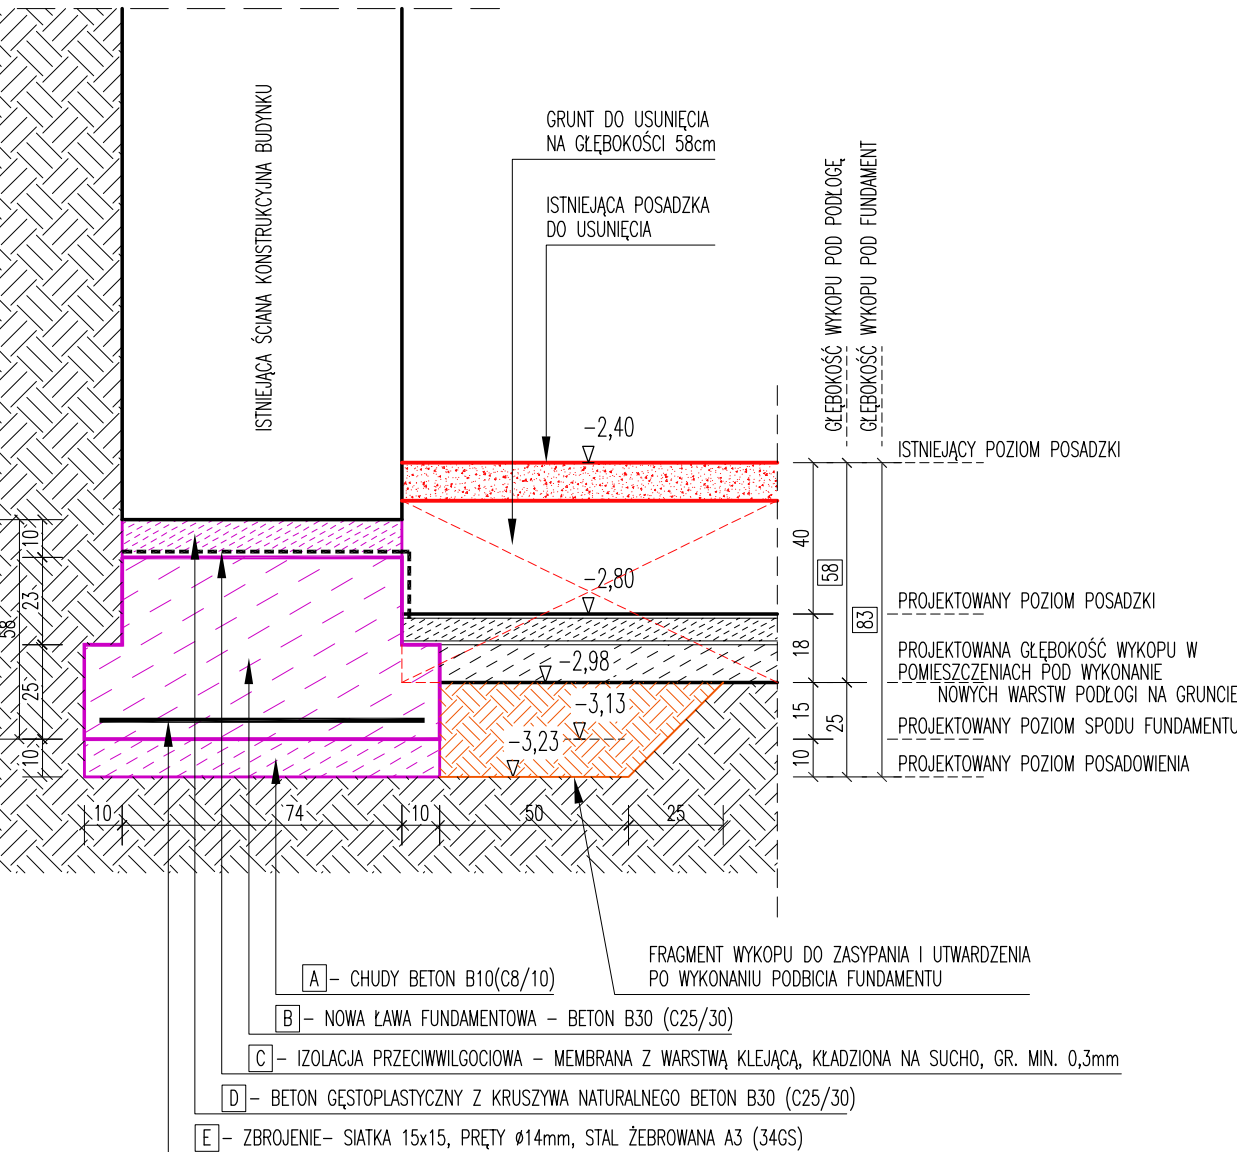 ISTNIEJĄCA ŚCIANA KONSTRUKCYJNA BUDYNKU
GRUNT DO USUNIĘCIA
NA GŁĘBOKOŚCI 58cm
ISTNIEJĄCA POSADZKA
DO USUNIĘCIA
GŁĘBOKOŚĆ WYKOPU POD PODŁOGĘ
GŁĘBOKOŚĆ WYKOPU POD FUNDAMENT
-2,40
ISTNIEJĄCY POZIOM POSADZKI
40
58
83
-2,80
PROJEKTOWANY POZIOM POSADZKI
18
-2,98
PROJEKTOWANA GŁĘBOKOŚĆ WYKOPU W
POMIESZCZENIACH POD WYKONANIE
NOWYCH WARSTW PODŁOGI NA GRUNCIE
15
25
-3,13
PROJEKTOWANY POZIOM SPODU FUNDAMENTU
10
-3,23
PROJEKTOWANY POZIOM POSADOWIENIA
10
23
58
25
10
10
74
10
50
25
FRAGMENT WYKOPU DO ZASYPANIA I UTWARDZENIA
PO WYKONANIU PODBICIA FUNDAMENTU
A - CHUDY BETON B10(C8/10)
B - NOWA ŁAWA FUNDAMENTOWA - BETON B30 (C25/30)
C - IZOLACJA PRZECIWWILGOCIOWA - MEMBRANA Z WARSTWĄ KLEJĄCĄ, KŁADZIONA NA SUCHO, GR. MIN. 0,3mm
D - BETON GĘSTOPLASTYCZNY Z KRUSZYWA NATURALNEGO BETON B30 (C25/30)
E - ZBROJENIE- SIATKA 15x15, PRĘTY ø14mm, STAL ŻEBROWANA A3 (34GS)